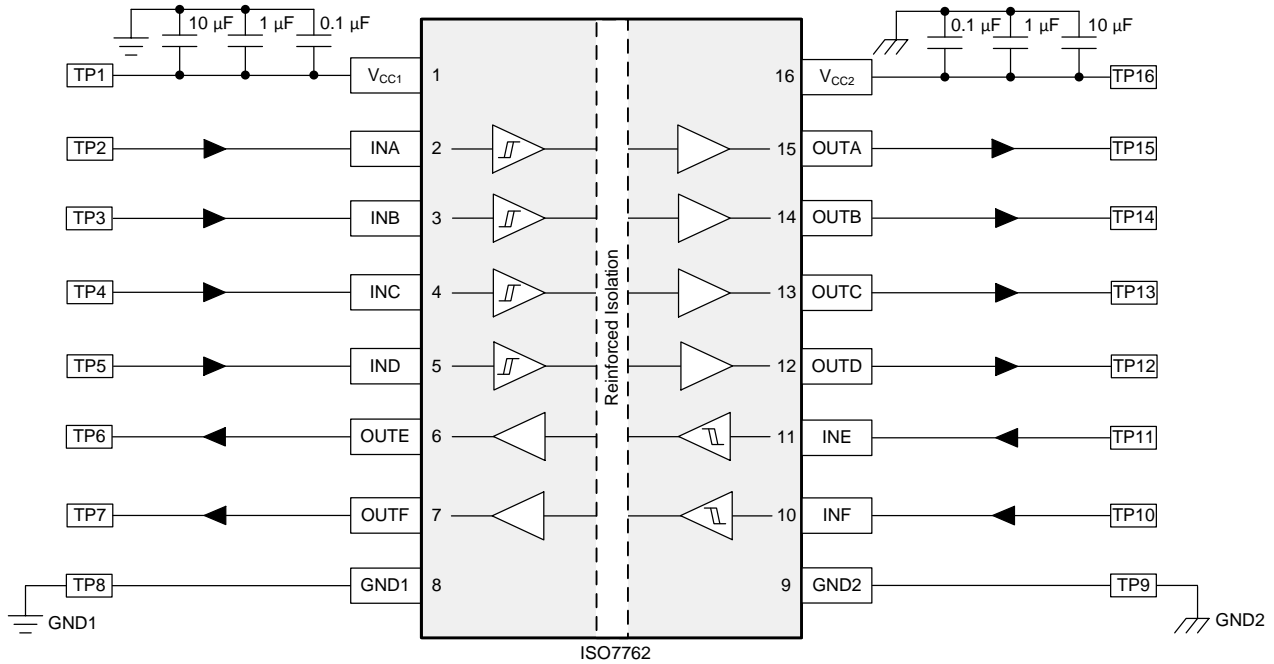 10 µF 1 µF 0.1 µF 0.1 µF 1 µF 10 µF
TP1 VCC1 1 16 VCC2 TP16
TP2 INA 2 15 OUTA TP15
TP3 INB 3 14 OUTB TP14
TP4 INC 4 13 OUTC TP13
TP5 IND 5 12 OUTD TP12
Reinforced Isolation
TP6 OUTE 6 11 INE TP11
TP7 OUTF 7 10 INF TP10
TP8 GND1 8 9 GND2 TP9
GND1 GND2
ISO7762